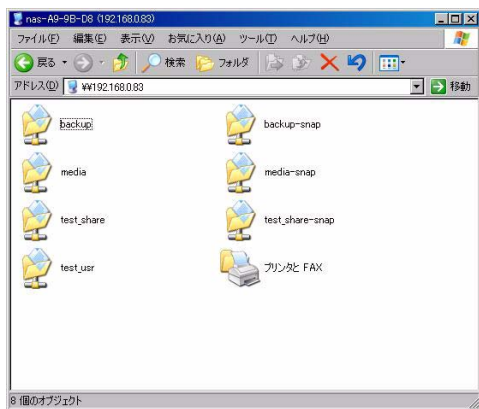 nas-A9-9B-D8 (192.168.0.83)
ファイル(F) 編集(E) 表示(V) お気に入り(A) ツール(T) ヘルプ(H)
戻る 検索 フォルダ
アドレス(D) ¥¥192.168.0.83 移動
backup backup-snap
media media-snap
test_share test_share-snap
test_usr プリンタと FAX
8 個のオブジェクト